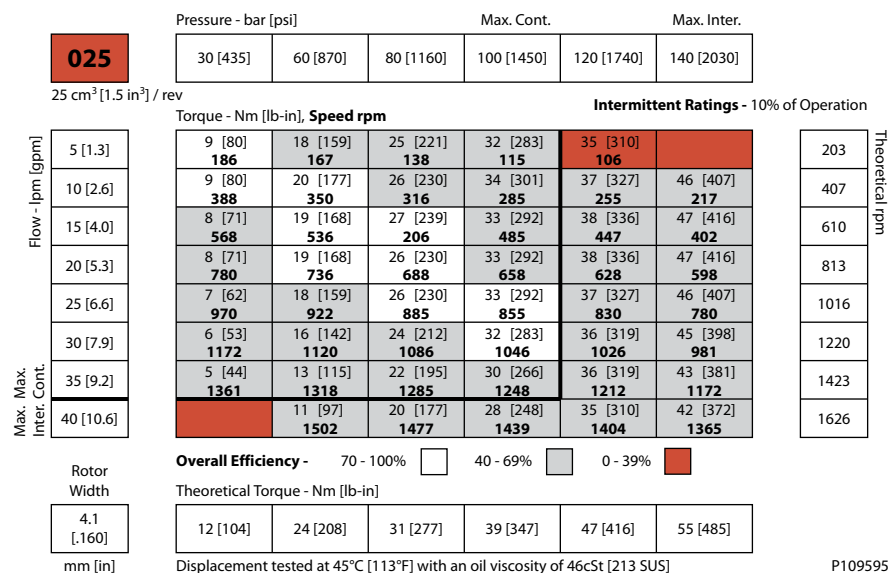 Pressure - bar [psi] Max. Cont. Max. Inter.
025 30 [435] 60 [870] 80 [1160] 100 [1450] 120 [1740] 140 [2030]
25 cm³ [1.5 in³] / rev
Torque - Nm [lb-in], Speed rpm Intermittent Ratings - 10% of Operation
Flow - lpm [gpm]
Max. Cont.
Max. Inter.
Theoretical rpm
5 [1.3] 9 [80] 18 [159] 25 [221] 32 [283] 35 [310] 203
186 167 138 115 106
10 [2.6] 9 [80] 20 [177] 26 [230] 34 [301] 37 [327] 46 [407] 407
388 350 316 285 255 217
15 [4.0] 8 [71] 19 [168] 27 [239] 33 [292] 38 [336] 47 [416] 610
568 536 206 485 447 402
20 [5.3] 8 [71] 19 [168] 26 [230] 33 [292] 38 [336] 47 [416] 813
780 736 688 658 628 598
25 [6.6] 7 [62] 18 [159] 26 [230] 33 [292] 37 [327] 46 [407] 1016
970 922 885 855 830 780
30 [7.9] 6 [53] 16 [142] 24 [212] 32 [283] 36 [319] 45 [398] 1220
1172 1120 1086 1046 1026 981
35 [9.2] 5 [44] 13 [115] 22 [195] 30 [266] 36 [319] 43 [381] 1423
1361 1318 1285 1248 1212 1172
40 [10.6] 11 [97] 20 [177] 28 [248] 35 [310] 42 [372] 1626
1502 1477 1439 1404 1365
Overall Efficiency - 70 - 100% 40 - 69% 0 - 39%
Rotor
Width
Theoretical Torque - Nm [lb-in]
4.1
[.160]
12 [104] 24 [208] 31 [277] 39 [347] 47 [416] 55 [485]
mm [in] Displacement tested at 45°C [113°F] with an oil viscosity of 46cSt [213 SUS] P109595